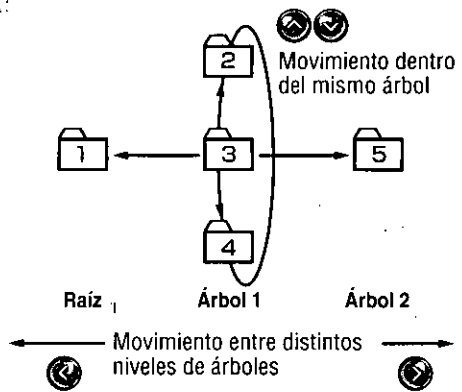 2
Movimiento dentro
del mismo árbol
1
3
5
4
Raíz
Árbol 1
Árbol 2
Movimiento entre distintos
niveles de árboles